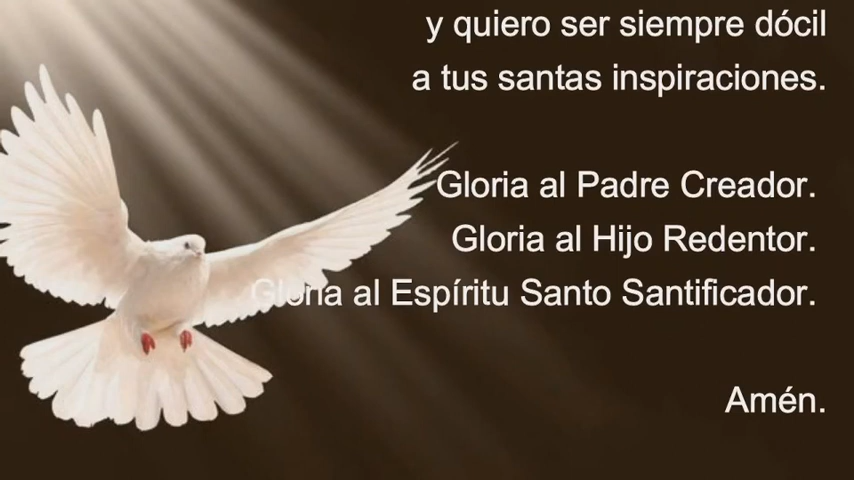 y quiero ser siempre dócil
a tus santas inspiraciones.
Gloria al Padre Creador.
Gloria al Hijo Redentor.
Gloria al Espíritu Santo Santificador.
Amén.